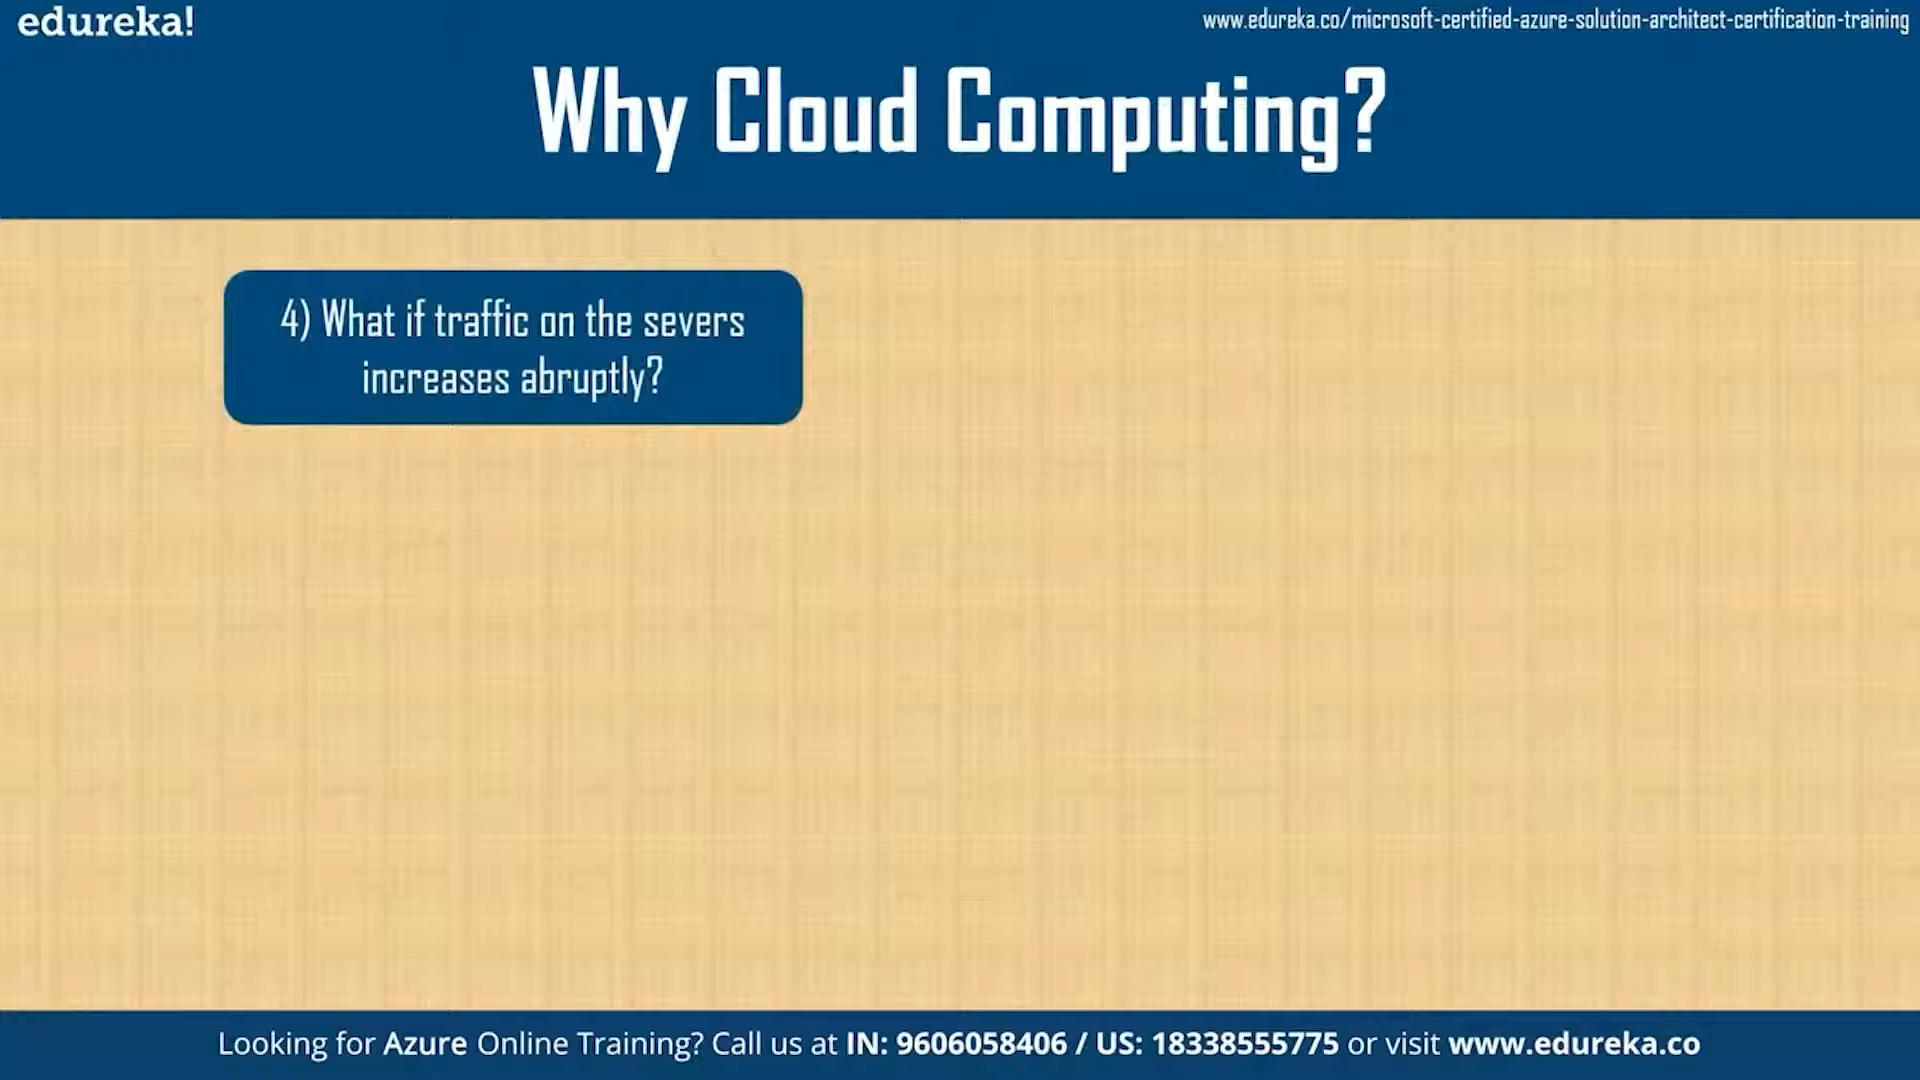 edureka!
www.edureka.co/microsoft-certified-azure-solution-architect-certification-training
Why Cloud Computing?
4) What if traffic on the severs
increases abruptly?
Looking for Azure Online Training? Call us at IN: 9606058406 / US: 18338555775 or visit www.edureka.co